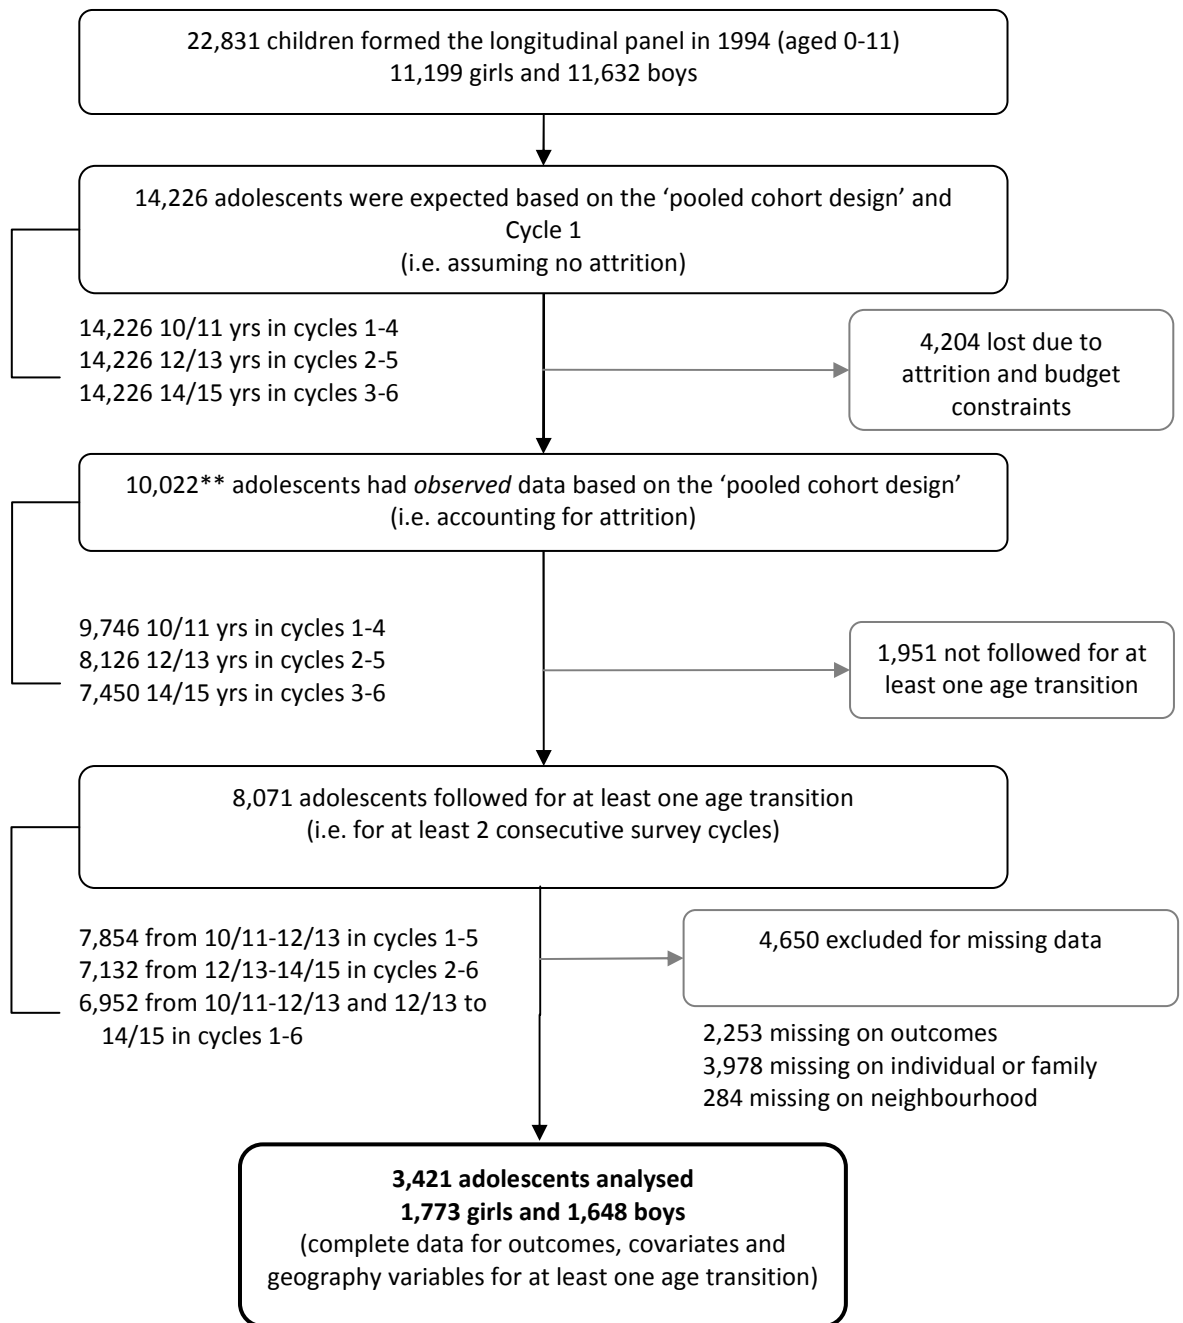 22,831 children formed the longitudinal panel in 1994 (aged 0-11)
11,199 girls and 11,632 boys
14,226 adolescents were expected based on the ‘pooled cohort design’ and
Cycle 1
(i.e. assuming no attrition)
14,226 10/11 yrs in cycles 1-4
14,226 12/13 yrs in cycles 2-5
14,226 14/15 yrs in cycles 3-6
4,204 lost due to
attrition and budget
constraints
10,022** adolescents had observed data based on the ‘pooled cohort design’
(i.e. accounting for attrition)
9,746 10/11 yrs in cycles 1-4
8,126 12/13 yrs in cycles 2-5
7,450 14/15 yrs in cycles 3-6
1,951 not followed for at
least one age transition
8,071 adolescents followed for at least one age transition
(i.e. for at least 2 consecutive survey cycles)
7,854 from 10/11-12/13 in cycles 1-5
7,132 from 12/13-14/15 in cycles 2-6
6,952 from 10/11-12/13 and 12/13 to
14/15 in cycles 1-6
4,650 excluded for missing data
2,253 missing on outcomes
3,978 missing on individual or family
284 missing on neighbourhood
3,421 adolescents analysed
1,773 girls and 1,648 boys
(complete data for outcomes, covariates and
geography variables for at least one age transition)